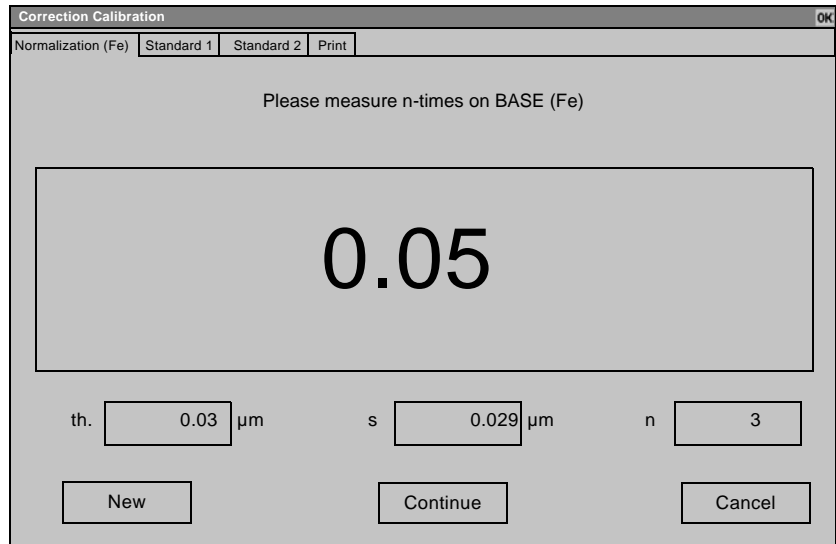 Correction Calibration OK
Normalization (Fe) Standard 1 Standard 2 Print
Please measure n-times on BASE (Fe)
0.05
th. 0.03 µm s 0.029 µm n 3
New Continue Cancel